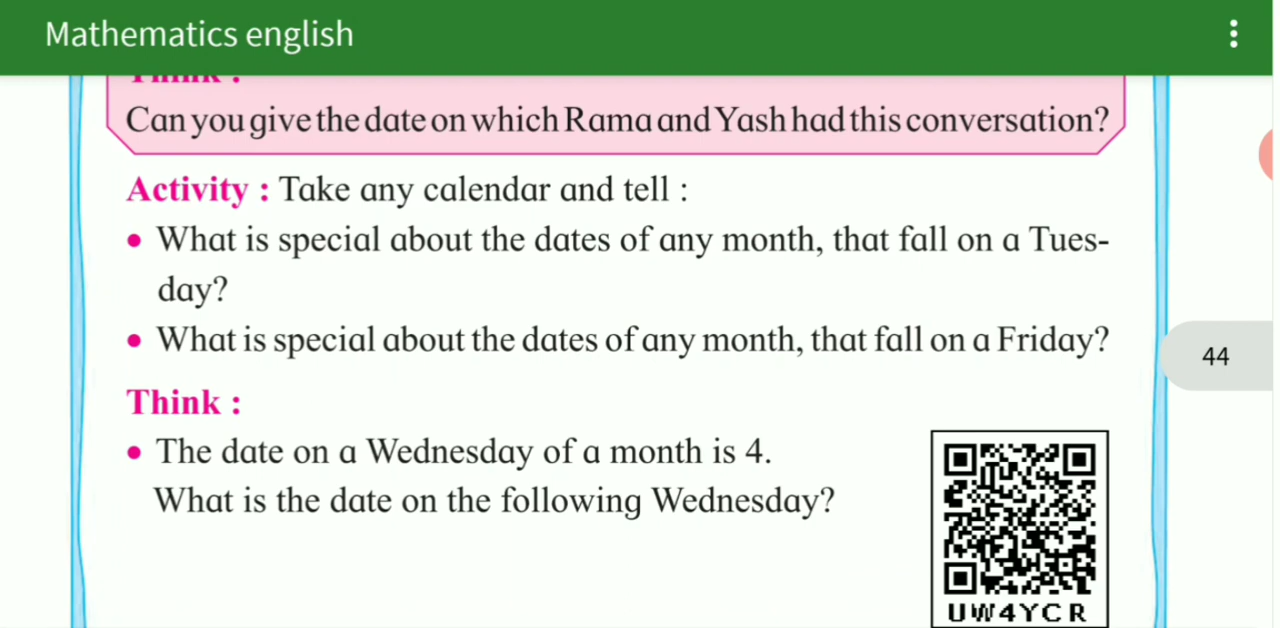 Mathematics english
Think :
Can you give the date on which Rama and Yash had this conversation?
Activity : Take any calendar and tell :
• What is special about the dates of any month, that fall on a Tues-
day?
• What is special about the dates of any month, that fall on a Friday?
44
Think :
• The date on a Wednesday of a month is 4.
What is the date on the following Wednesday?
UW4YCR